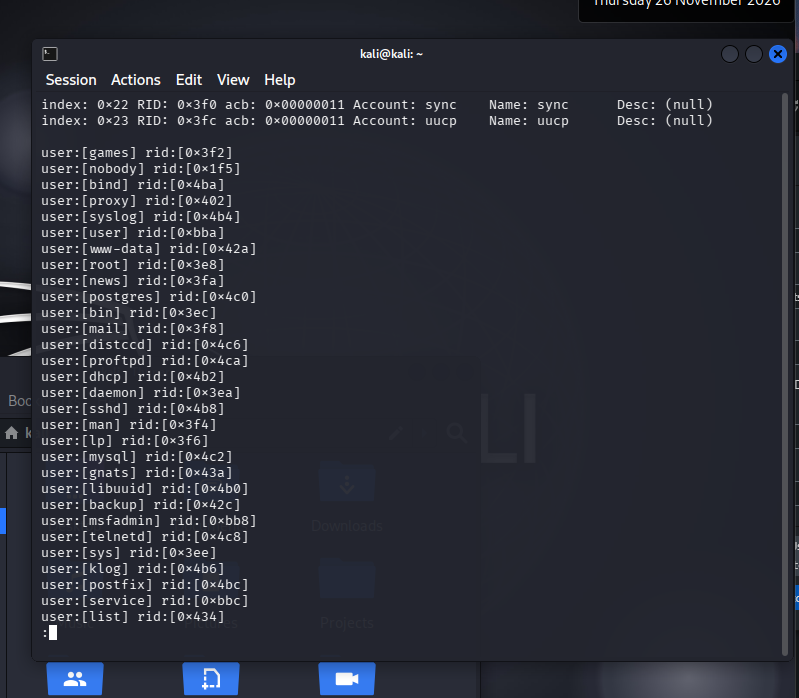 Thursday 26 November 2026
kali@kali: ~
Session Actions Edit View Help
index: 0×22 RID: 0×3f0 acb: 0×00000011 Account: sync Name: sync Desc: (null)
index: 0×23 RID: 0×3fc acb: 0×00000011 Account: uucp Name: uucp Desc: (null)
user:[games] rid:[0×3f2]
user:[nobody] rid:[0×1f5]
user:[bind] rid:[0×4ba]
user:[proxy] rid:[0×402]
user:[syslog] rid:[0×4b4]
user:[user] rid:[0×bba]
user:[www-data] rid:[0×42a]
user:[root] rid:[0×3e8]
user:[news] rid:[0×3fa]
user:[postgres] rid:[0×4c0]
user:[bin] rid:[0×3ec]
user:[mail] rid:[0×3f8]
user:[distccd] rid:[0×4c6]
user:[proftpd] rid:[0×4ca]
user:[dhcp] rid:[0×4b2]
user:[daemon] rid:[0×3ea]
user:[sshd] rid:[0×4b8]
user:[man] rid:[0×3f4]
user:[lp] rid:[0×3f6]
user:[mysql] rid:[0×4c2]
user:[gnats] rid:[0×43a]
user:[libuuid] rid:[0×4b0]
user:[backup] rid:[0×42c]
user:[msfadmin] rid:[0×bb8]
user:[telnetd] rid:[0×4c8]
user:[sys] rid:[0×3ee]
user:[klog] rid:[0×4b6]
user:[postfix] rid:[0×4bc]
user:[service] rid:[0×bbc]
user:[list] rid:[0×434]
:
Boo
k
LI
Downloads
Projects